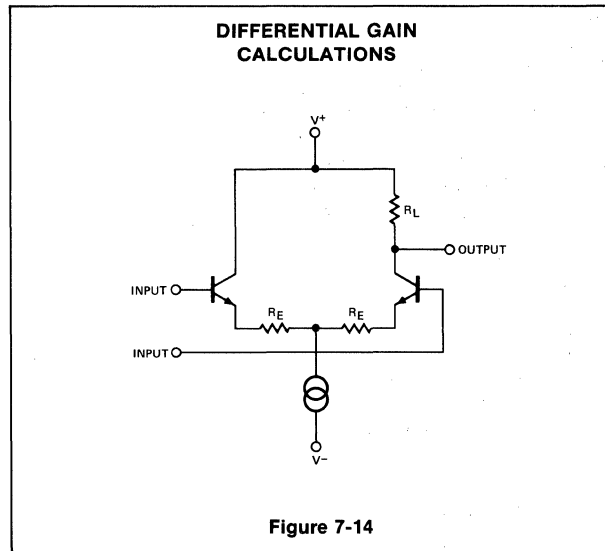 DIFFERENTIAL GAIN
CALCULATIONS
V+
RL
OUTPUT
INPUT
RE
RE
INPUT
V-
Figure 7-14